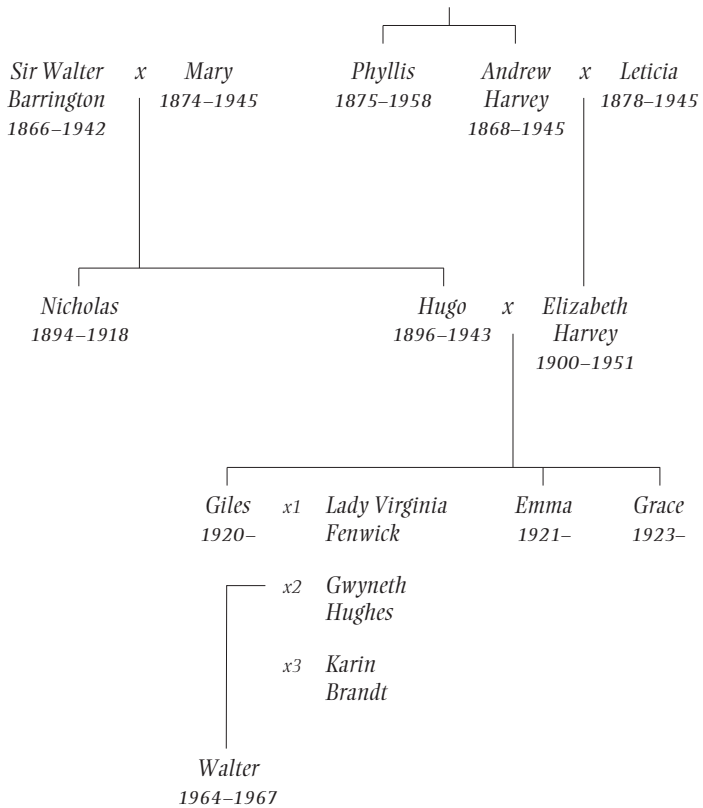 Sir Walter x Mary Phyllis Andrew x Leticia
Barrington 1874–1945 1875–1958 Harvey 1878–1945
1866–1942 1868–1945
Nicholas Hugo x Elizabeth
1894–1918 1896–1943 Harvey
1900–1951
Giles x1 Lady Virginia Emma Grace
1920– Fenwick 1921– 1923–
x2 Gwyneth
Hughes
x3 Karin
Brandt
Walter
1964–1967